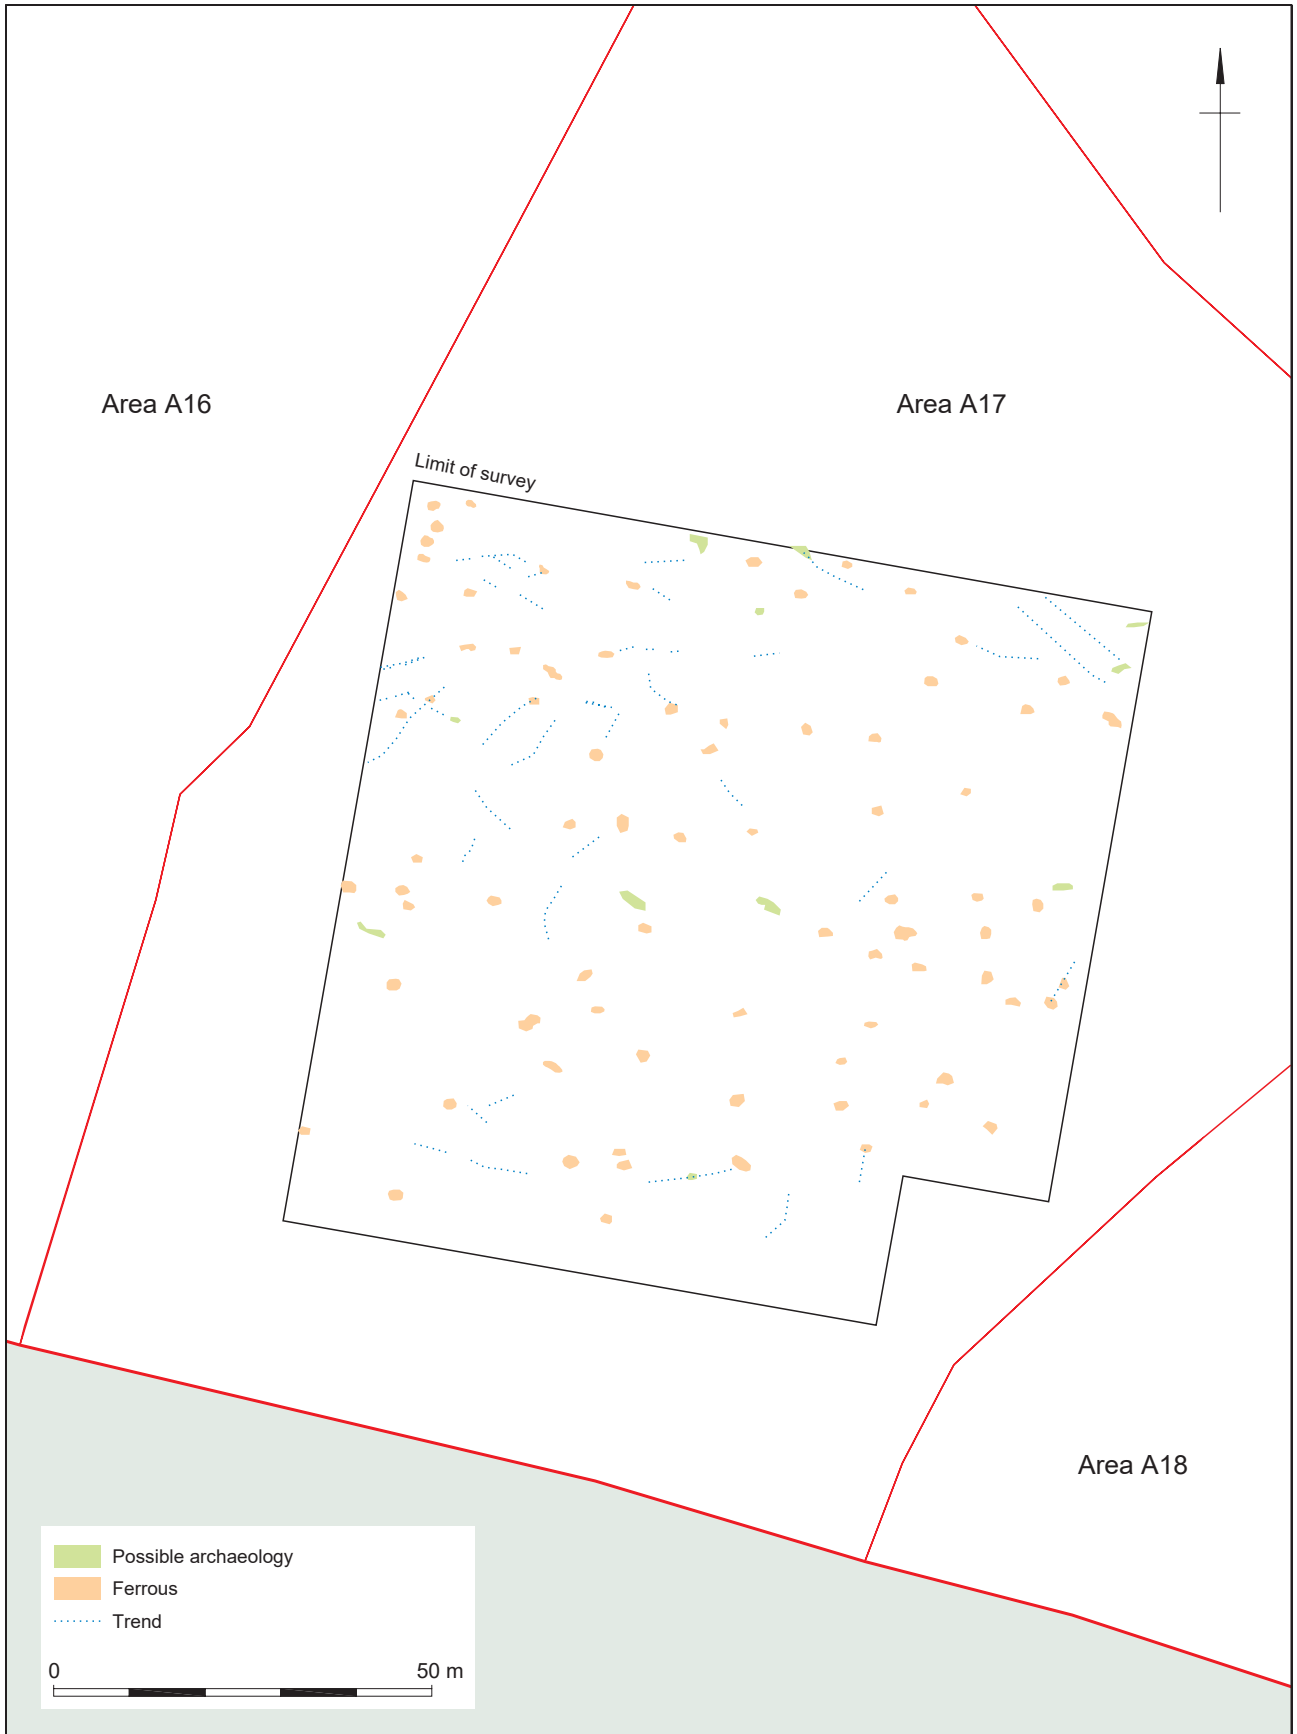 Area A16
Area A17
Limit of survey
Area A18
Possible archaeology
Ferrous
Trend
0 50 m